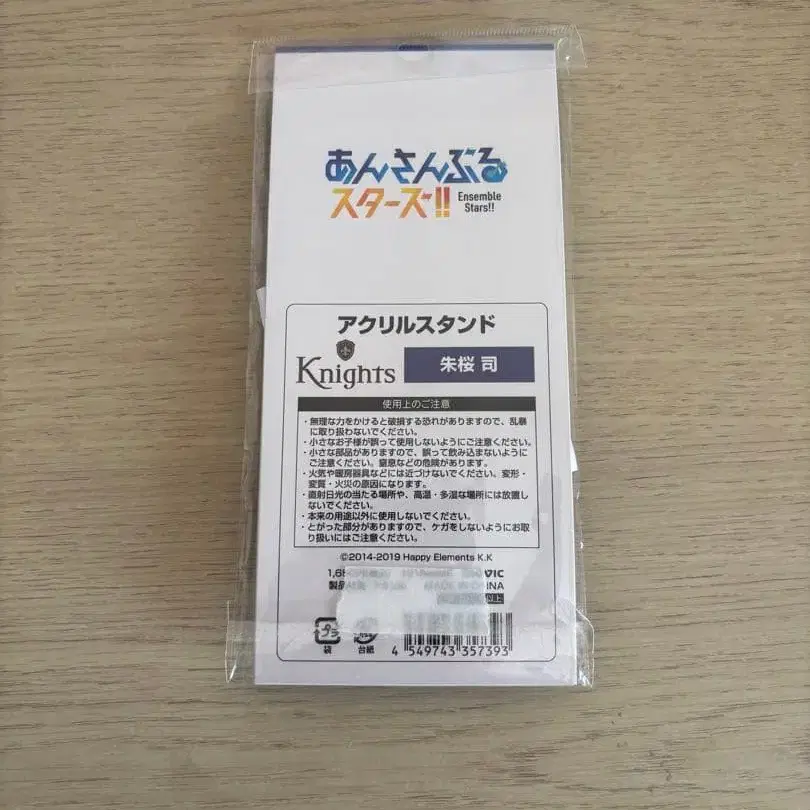 あんさんぶる
スターズ!!
Ensemble
Stars!!
アクリルスタンド
Knights
朱桜 司
使用上のご注意
・無理な力をかけると破損する恐れがありますので、乱暴
に取り扱わないでください。
・小さなお子様が誤って使用しないようにご注意ください。
・小さな部品がありますので、誤って飲み込まないように
ご注意ください。窒息などの危険があります。
・火気や暖房器具などには近づけないでください。変形・
変質・火災の原因になります。
・直射日光の当たる場所や、高温・多湿な場所には放置し
ないでください。
・本来の用途以外に使用しないでください。
・とがった部分がありますので、ケガをしないようにお取
り扱いにはご注意ください。
©2014-2019 Happy Elements K.K
以上
プラ
袋
台紙
4 549743 357393